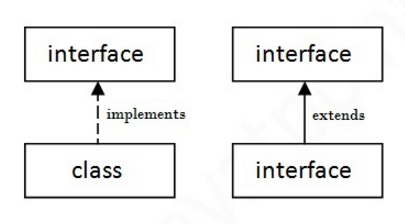 interface
interface
implements
extends
class
interface